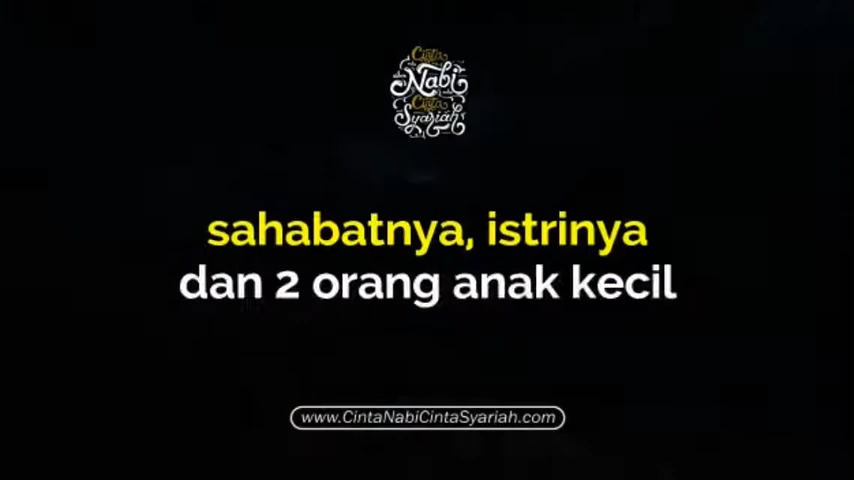 Cinta
Nabi
Cinta
Syariah
sahabatnya, istrinya
dan 2 orang anak kecil
www.CintaNabiCintaSyariah.com